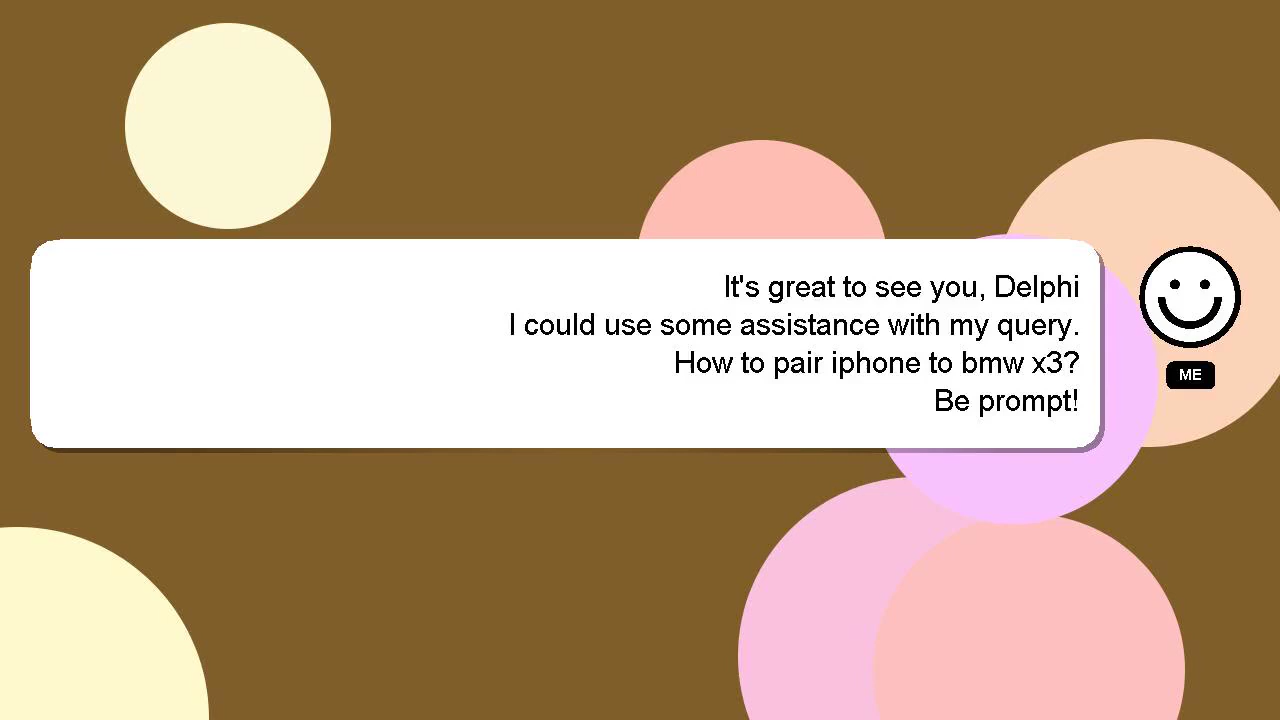 It's great to see you, Delphi
I could use some assistance with my query.
How to pair iphone to bmw x3?
Be prompt!
ME